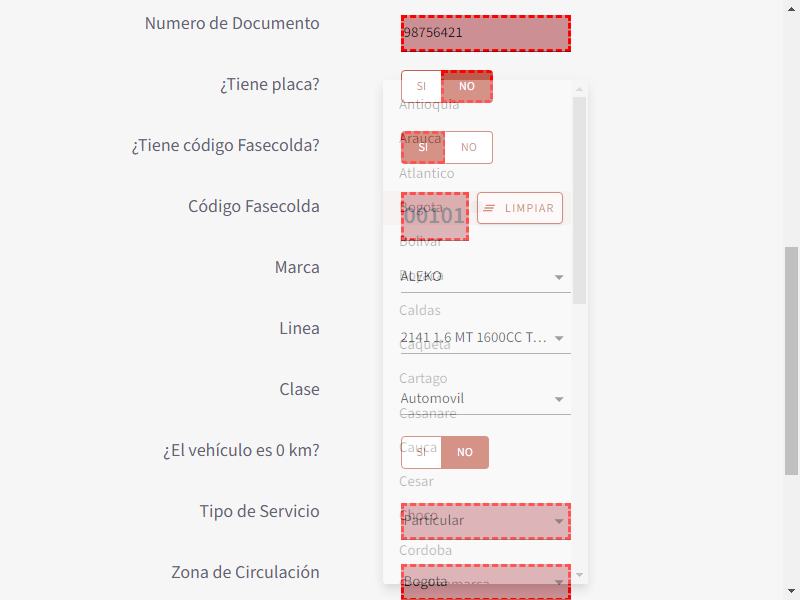 Numero de Documento
98756421
¿Tiene placa?
SI NO
Antioquia
Arauca
¿Tiene código Fasecolda?
SI NO
Atlantico
Código Fasecolda
Bogota
00101
LIMPIAR
Bolivar
Marca
ALEKO
Boyaca
Caldas
Linea
2141 1.6 MT 1600CC T...
Caqueta
Cartago
Clase
Automovil
Casanare
¿El vehículo es 0 km?
SI NO
Cauca
Cesar
Tipo de Servicio
Choco
Particular
Cordoba
Zona de Circulación
Bogota